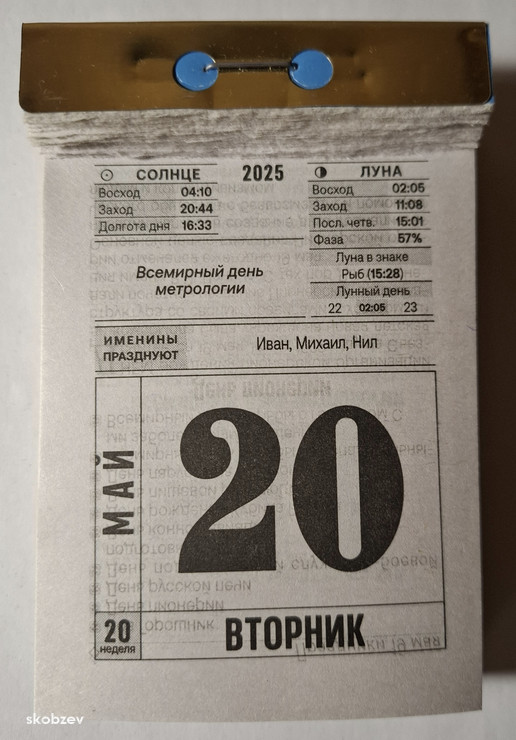 СОЛНЦЕ
Восход 04:10
Заход 20:44
Долгота дня 16:33
2025
ЛУНА
Восход 02:05
Заход 11:08
Посл. четв. 15:01
Фаза 57%
Луна в знаке
Рыб (15:28)
Лунный день
22 02:05 23
Всемирный день
метрологии
ИМЕНИНЫ
ПРАЗДНУЮТ
Иван, Михаил, Нил
МАЙ
20
20
неделя
ВТОРНИК
skobzev